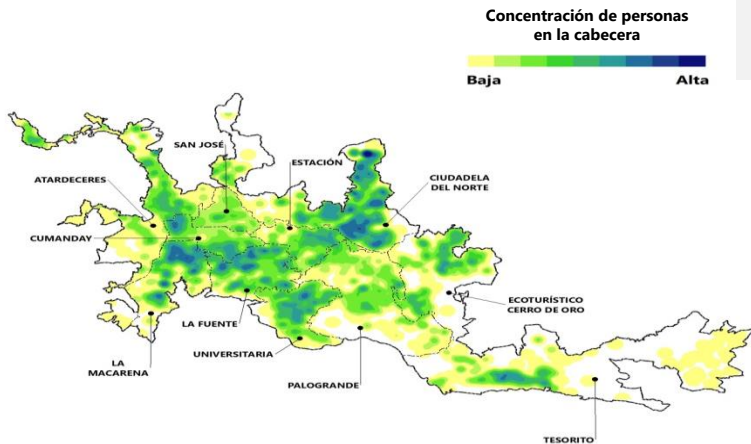 Concentración de personas
en la cabecera
Baja
Alta
SAN JOSÉ
ESTACIÓN
ATARDECERES
CIUDADELA
DEL NORTE
CUMANDAY
ECOTURÍSTICO
CERRO DE ORO
LA FUENTE
LA
MACARENA
UNIVERSITARIA
PALOGRANDE
TESORITO